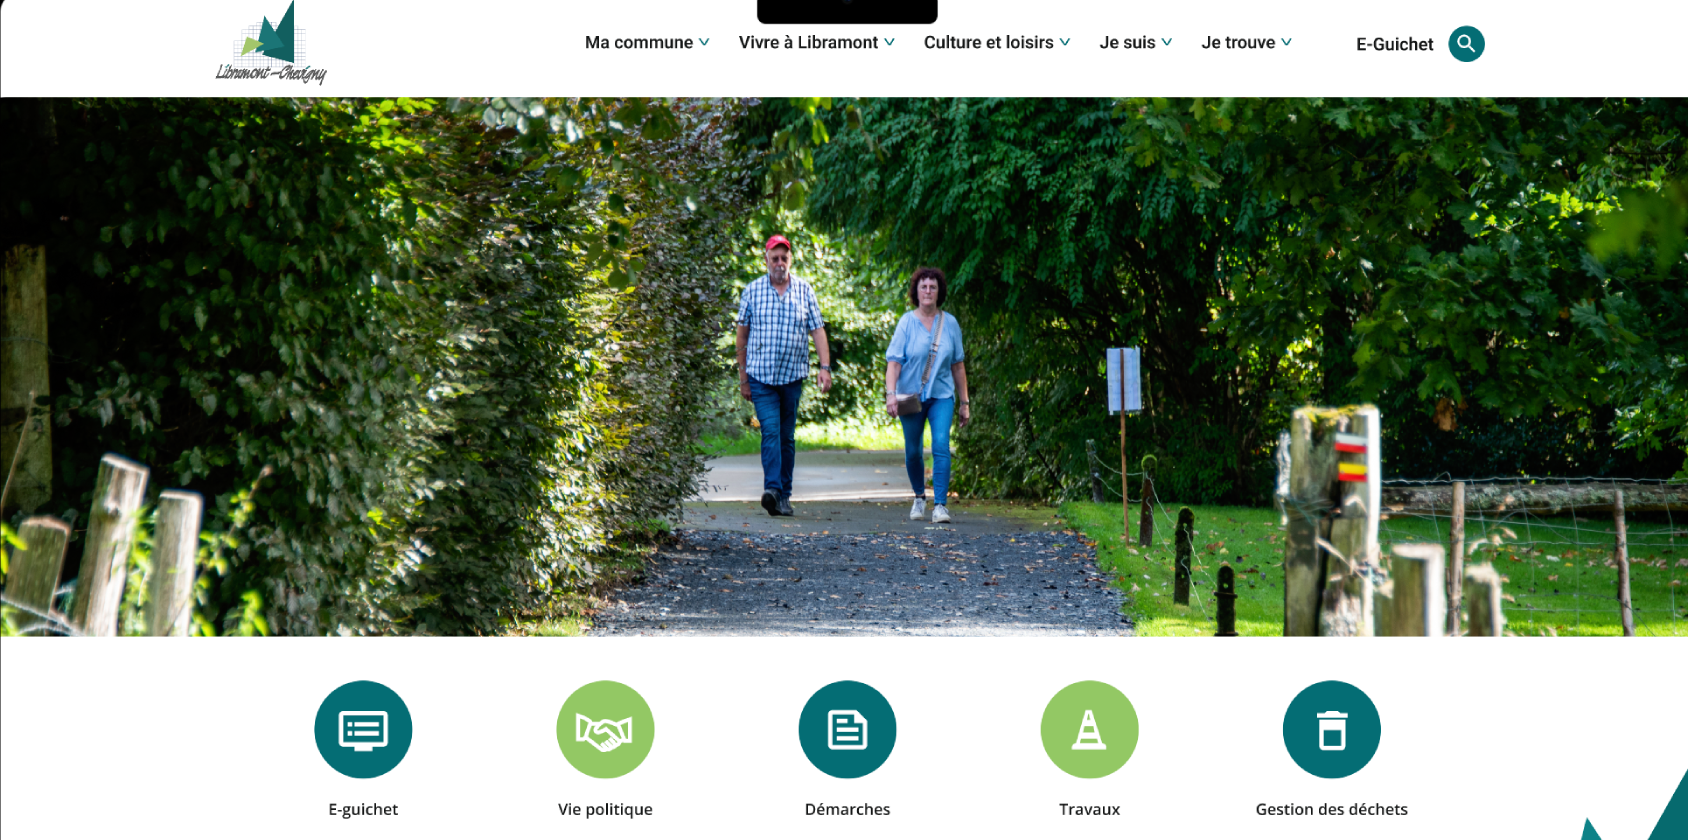 Libramont-Chevigny
Ma commune
Vivre à Libramont
Culture et loisirs
Je suis
Je trouve
E-Guichet
E-guichet
Vie politique
Démarches
Travaux
Gestion des déchets